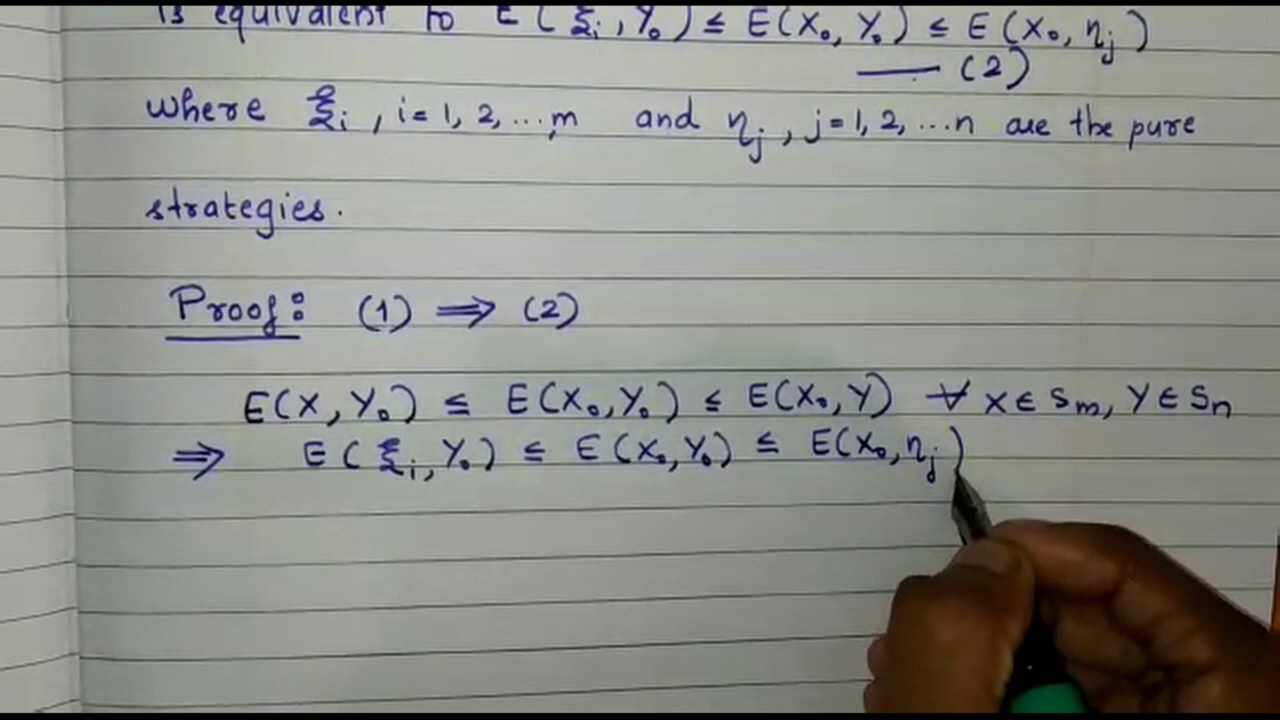 is equivalent to E(ξi, Y₀) ≤ E(X₀, Y₀) ≤ E(X₀, ηj)
—— (2)
where ξi, i=1, 2, ...m and ηj, j=1, 2, ...n are the pure
strategies.
Proof: (1) ⟹ (2)
E(X, Y₀) ≤ E(X₀, Y₀) ≤ E(X₀, Y) ∀ X ∈ Sm, Y ∈ Sn
⟹ E(ξi, Y₀) ≤ E(X₀, Y₀) ≤ E(X₀, ηj)